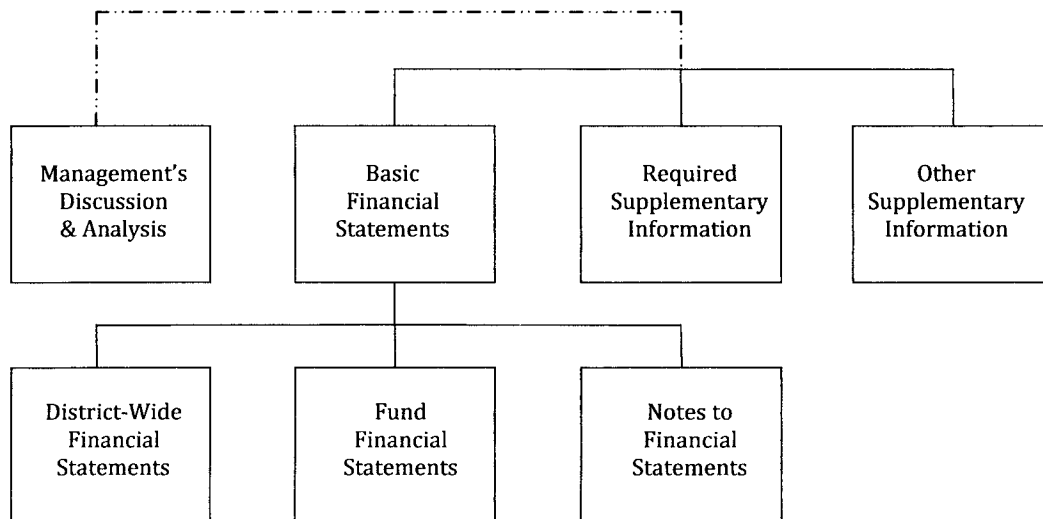 Management's
Discussion
& Analysis
Basic
Financial
Statements
Required
Supplementary
Information
Other
Supplementary
Information
District-Wide
Financial
Statements
Fund
Financial
Statements
Notes to
Financial
Statements